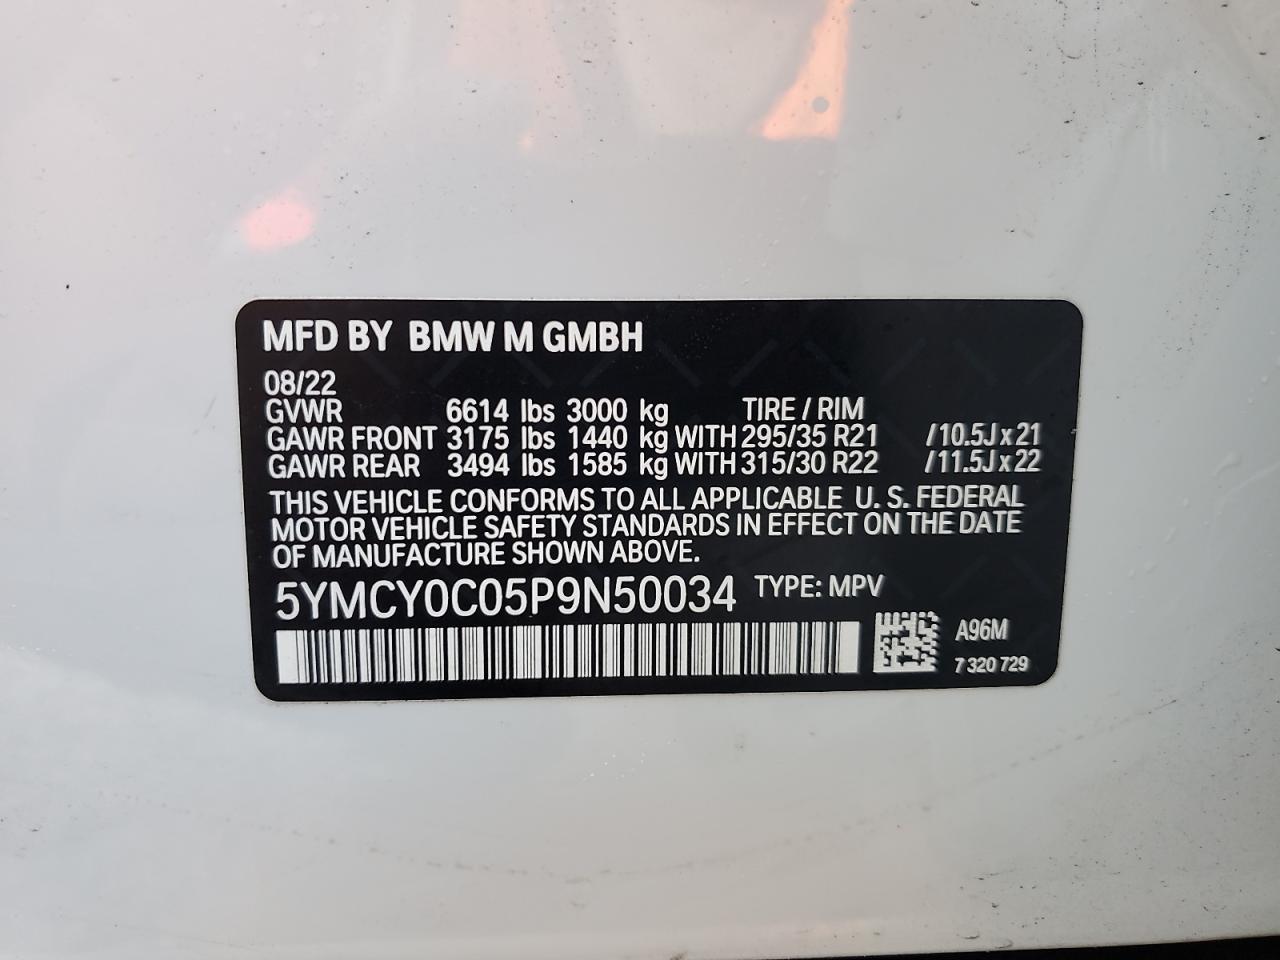 MFD BY BMW M GMBH
08/22
GVWR 6614 lbs 3000 kg TIRE / RIM
GAWR FRONT 3175 lbs 1440 kg WITH 295/35 R21 /10.5J x 21
GAWR REAR 3494 lbs 1585 kg WITH 315/30 R22 /11.5J x 22
THIS VEHICLE CONFORMS TO ALL APPLICABLE U. S. FEDERAL
MOTOR VEHICLE SAFETY STANDARDS IN EFFECT ON THE DATE
OF MANUFACTURE SHOWN ABOVE.
5YMCY0C05P9N50034 TYPE: MPV
A96M
7 320 729